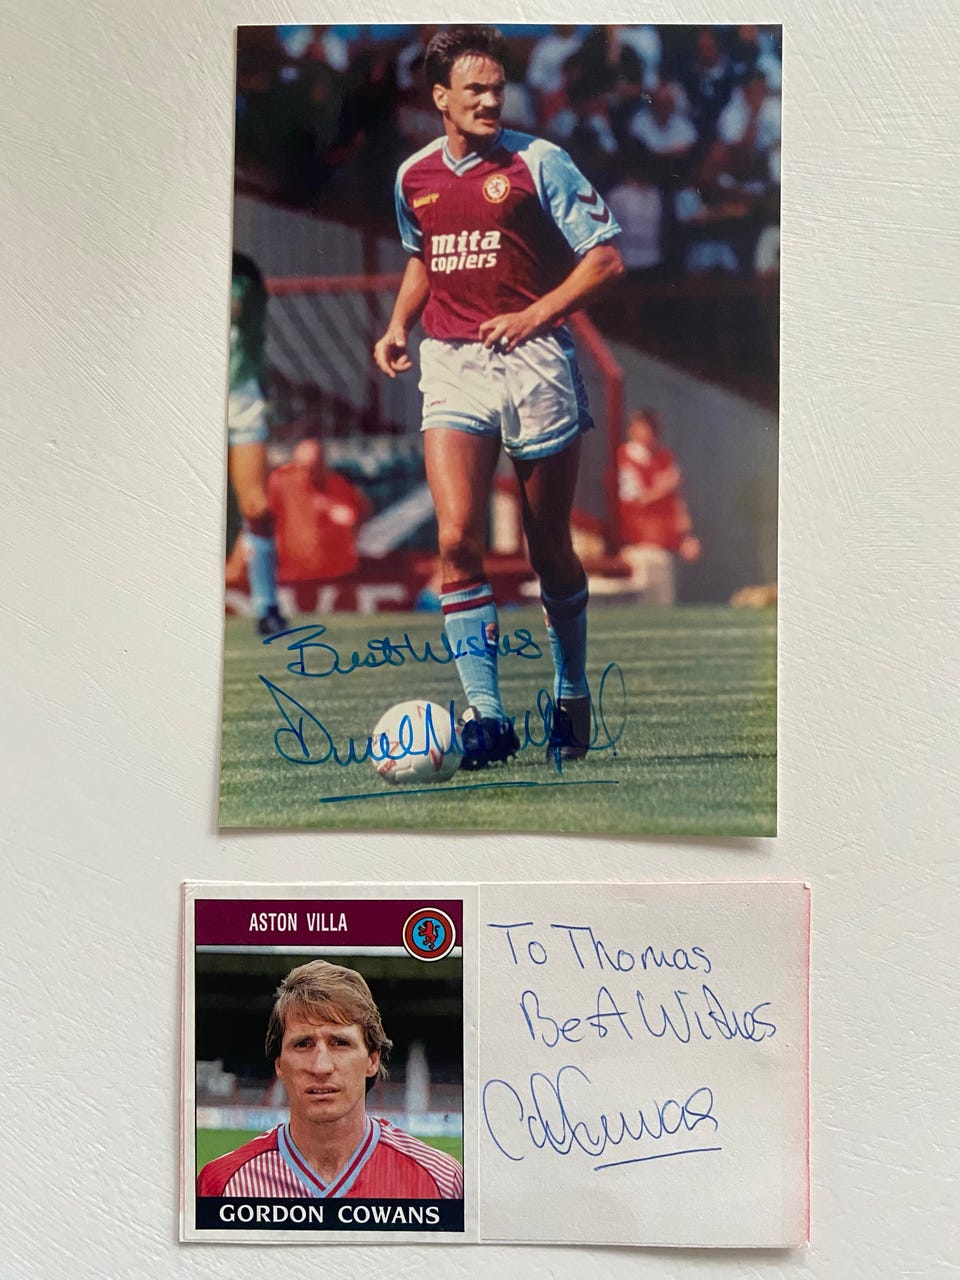 mita
copiers
Best Wishes
ASTON VILLA
To Thomas
Best Wishes
GORDON COWANS